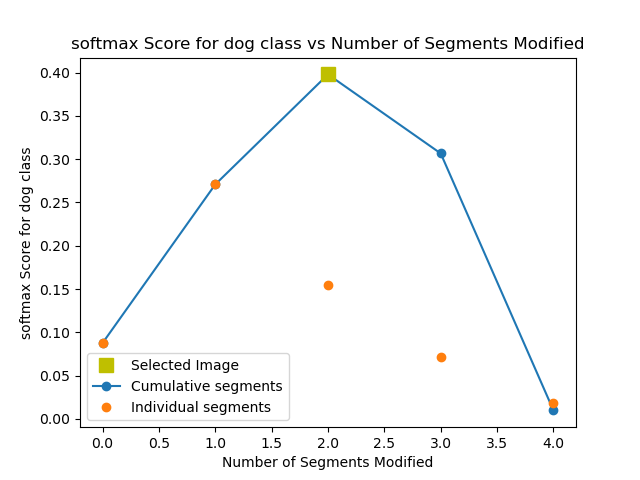 softmax Score for dog class vs Number of Segments Modified
softmax Score for dog class
0.40
0.35
0.30
0.25
0.20
0.15
0.10
0.05
0.00
Selected Image
Cumulative segments
Individual segments
0.0 0.5 1.0 1.5 2.0 2.5 3.0 3.5 4.0
Number of Segments Modified